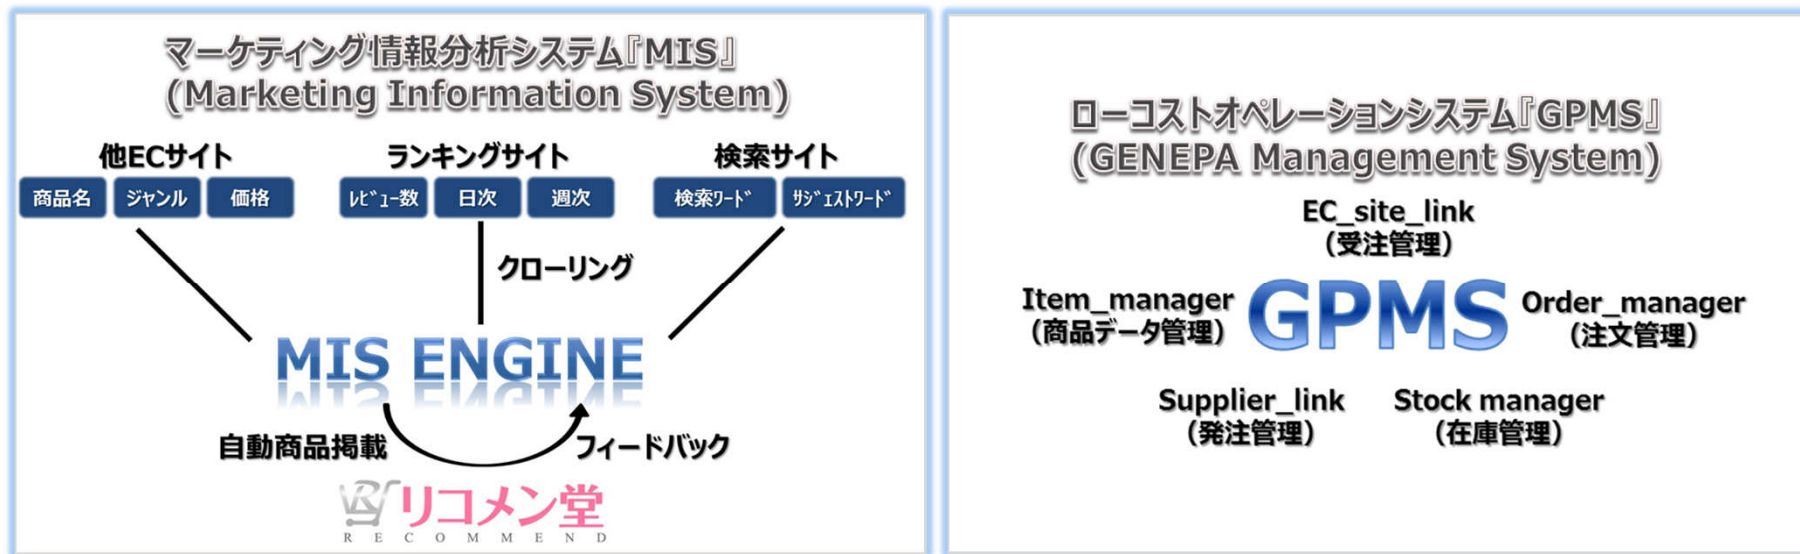 マーケティング情報分析システム『MIS』
(Marketing Information System)
他ECサイト
商品名 ジャンル 価格
ランキングサイト
ﾚﾋﾞｭｰ数 日次 週次
検索サイト
検索ﾜｰﾄﾞ ｻｼﾞｪｽﾄﾜｰﾄﾞ
クローリング
MIS ENGINE
自動商品掲載
フィードバック
リコメン堂
RECOMMEND
ローコストオペレーションシステム『GPMS』
(GENEPA Management System)
EC_site_link
（受注管理）
Item_manager
（商品データ管理）
GPMS
Order_manager
（注文管理）
Supplier_link
（発注管理）
Stock manager
（在庫管理）